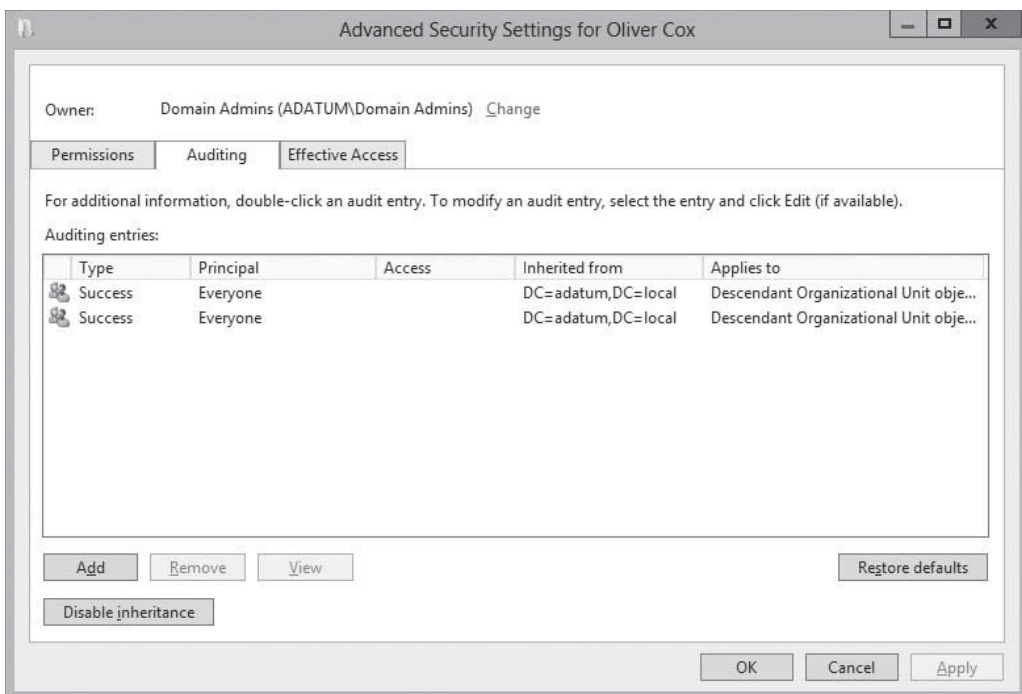 Advanced Security Settings for Oliver Cox
Owner: Domain Admins (ADATUM\Domain Admins) Change
Permissions Auditing Effective Access
For additional information, double-click an audit entry. To modify an audit entry, select the entry and click Edit (if available).
Auditing entries:
Type Principal Access Inherited from Applies to
Success Everyone DC=adatum,DC=local Descendant Organizational Unit obje...
Success Everyone DC=adatum,DC=local Descendant Organizational Unit obje...
Add Remove View Restore defaults
Disable inheritance
OK Cancel Apply